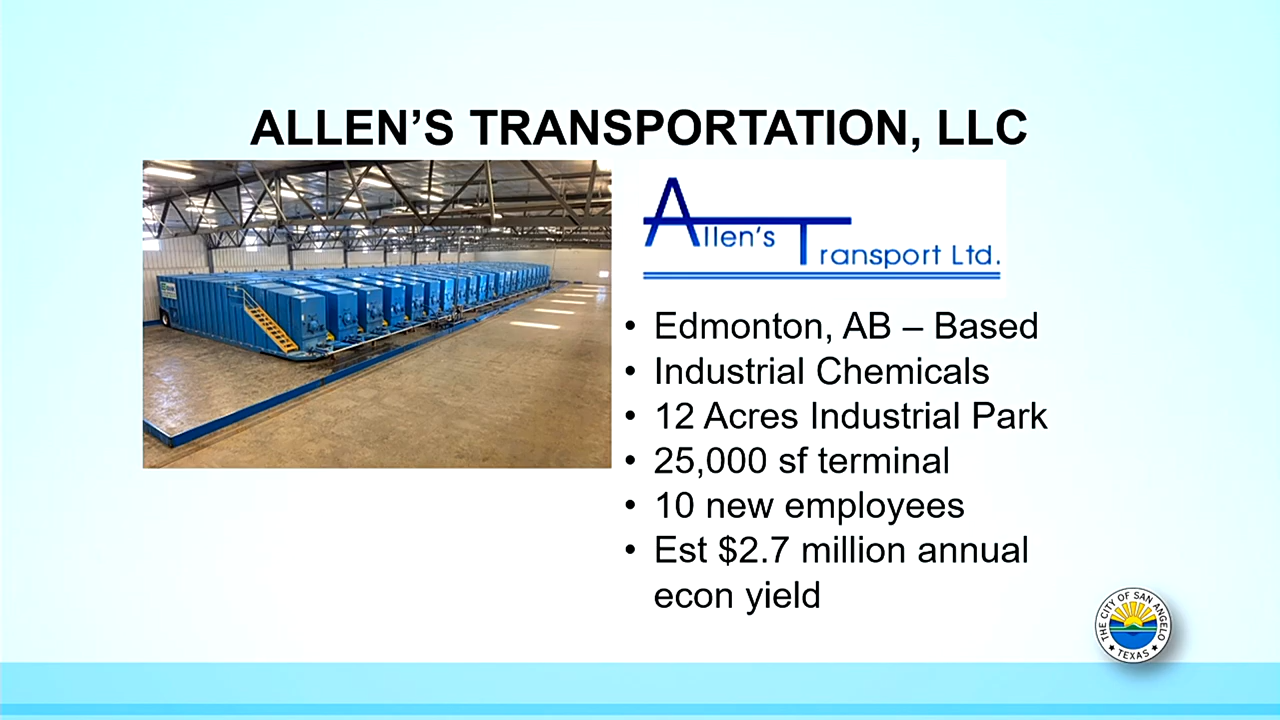 ALLEN’S TRANSPORTATION, LLC
Allen's Transport Ltd.
• Edmonton, AB – Based
• Industrial Chemicals
• 12 Acres Industrial Park
• 25,000 sf terminal
• 10 new employees
• Est $2.7 million annual
econ yield
THE CITY OF SAN ANGELO
TEXAS